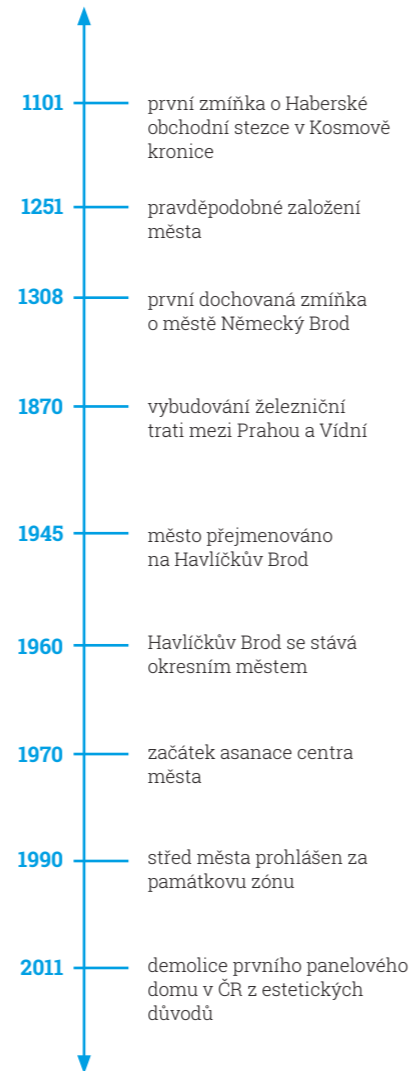 1101 první zmíňka o Haberské
obchodní stezce v Kosmově
kronice
1251 pravděpodobné založení
města
1308 první dochovaná zmíňka
o městě Německý Brod
1870 vybudování železniční
trati mezi Prahou a Vídní
1945 město přejmenováno
na Havlíčkův Brod
1960 Havlíčkův Brod se stává
okresním městem
1970 začátek asanace centra
města
1990 střed města prohlášen za
památkovu zónu
2011 demolice prvního panelového
domu v ČR z estetických
důvodů